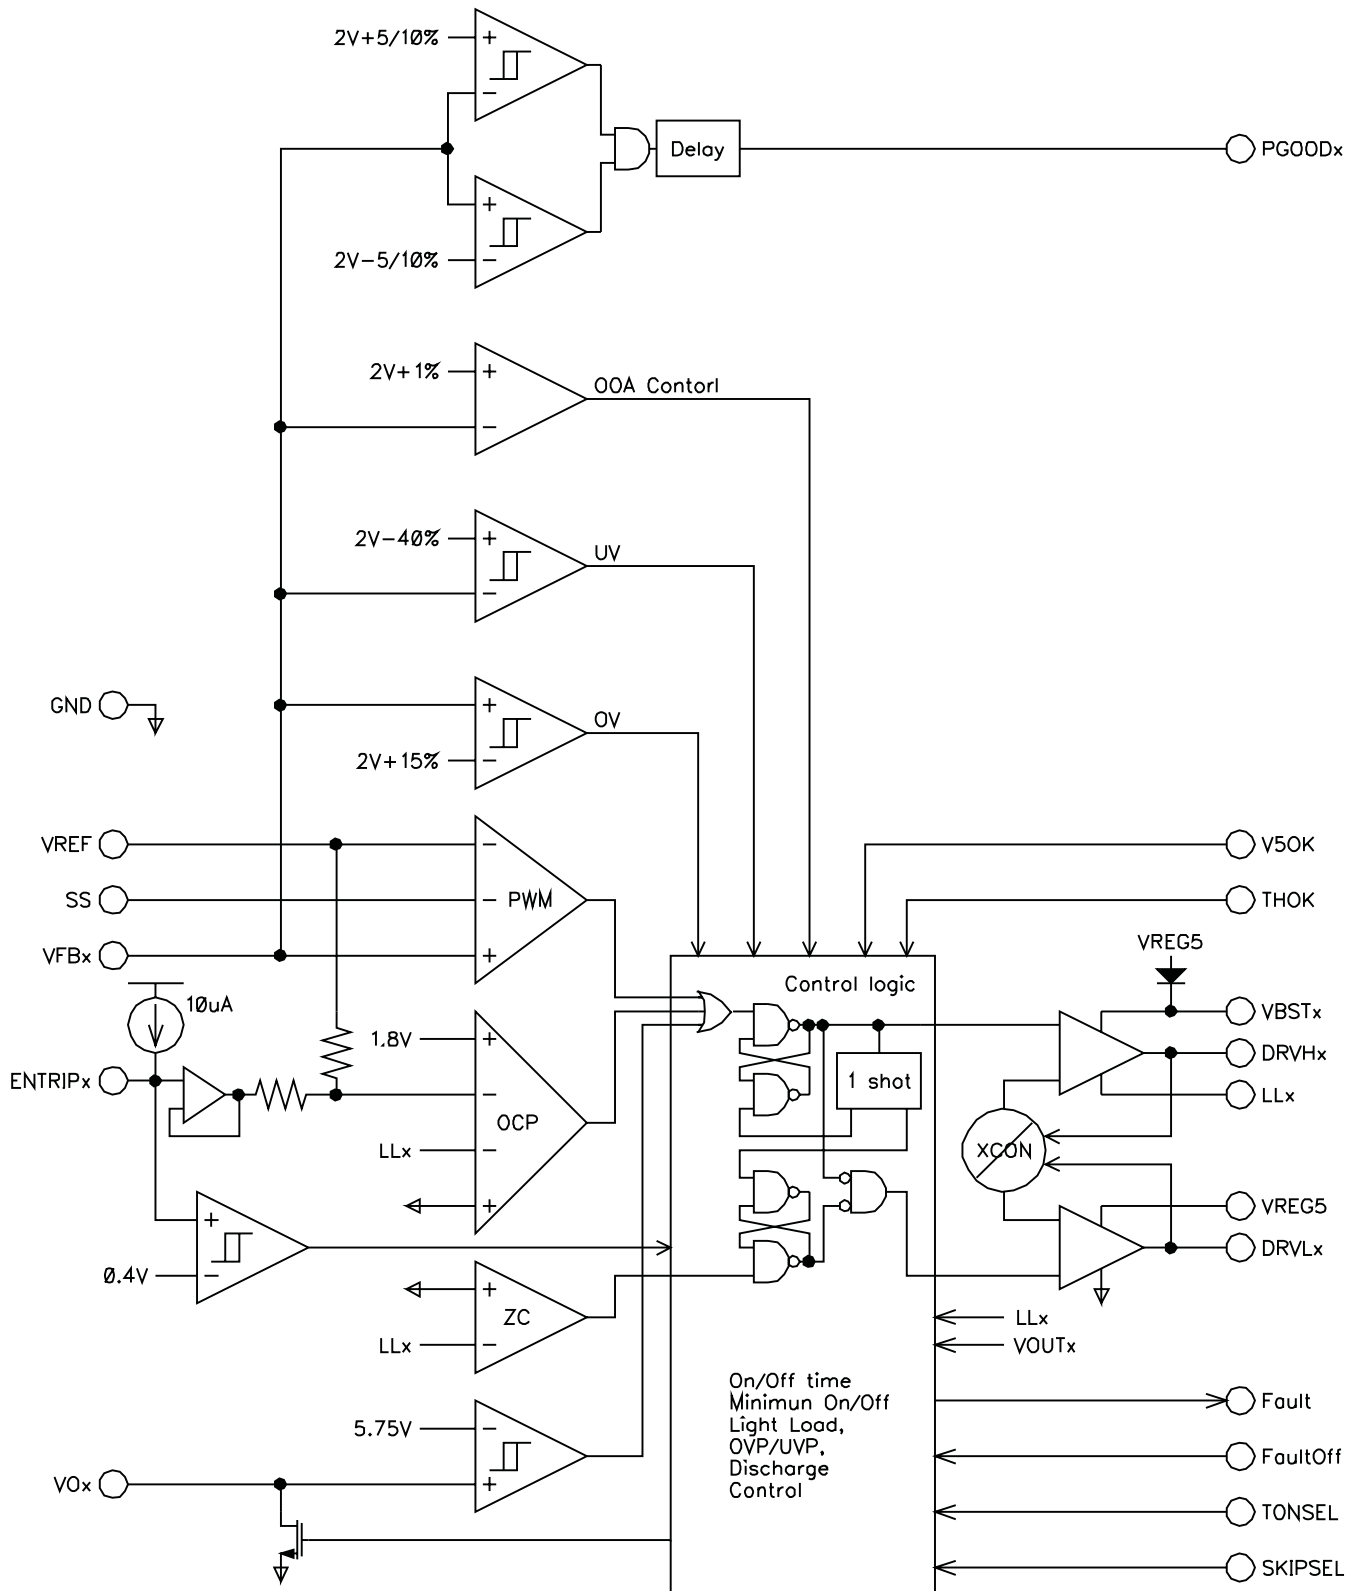 2V+5/10%
+
−
Delay
PGOODx
+
2V−5/10%
−
2V+1%
+
OOA Contorl
−
2V−40%
+
UV
−
GND
+
OV
2V+15%
−
VREF
−
V5OK
SS
−
PWM
THOK
VFBx
+
VREG5
Control logic
10uA
VBSTx
1.8V
+
DRVHx
ENTRIPx
1 shot
−
LLx
OCP
LLx
−
XCON
+
VREG5
+
DRVLx
0.4V
−
+
ZC
LLx
LLx
−
VOUTx
On/Off time
Minimun On/Off
Light Load,
OVP/UVP,
Discharge
Control
Fault
5.75V
−
FaultOff
VOx
+
TONSEL
SKIPSEL